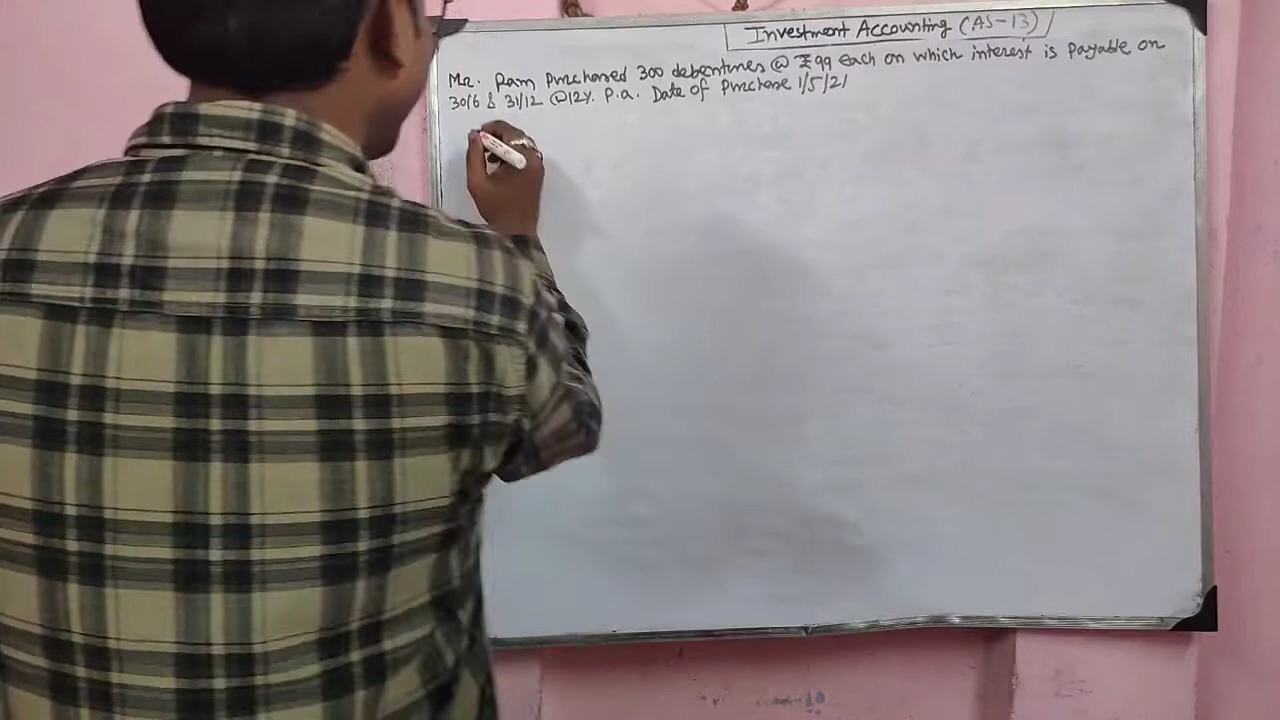 Investment Accounting (AS-13)
Mr. Ram Purchased 300 debentures @ ₹99 each on which interest is payable on
30/6 & 31/12 @12%. P.a. Date of Purchase 1/5/21